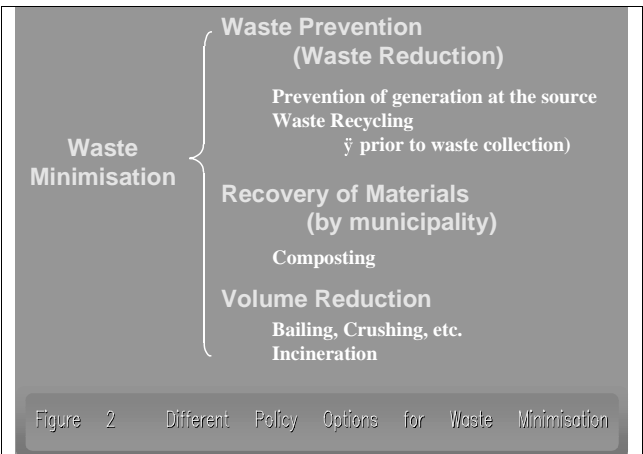 Waste Prevention
(Waste Reduction)
Prevention of generation at the source
Waste Recycling
ÿ prior to waste collection)
Waste
Minimisation
Recovery of Materials
(by municipality)
Composting
Volume Reduction
Bailing, Crushing, etc.
Incineration
Figure 2 Different Policy Options for Waste Minimisation